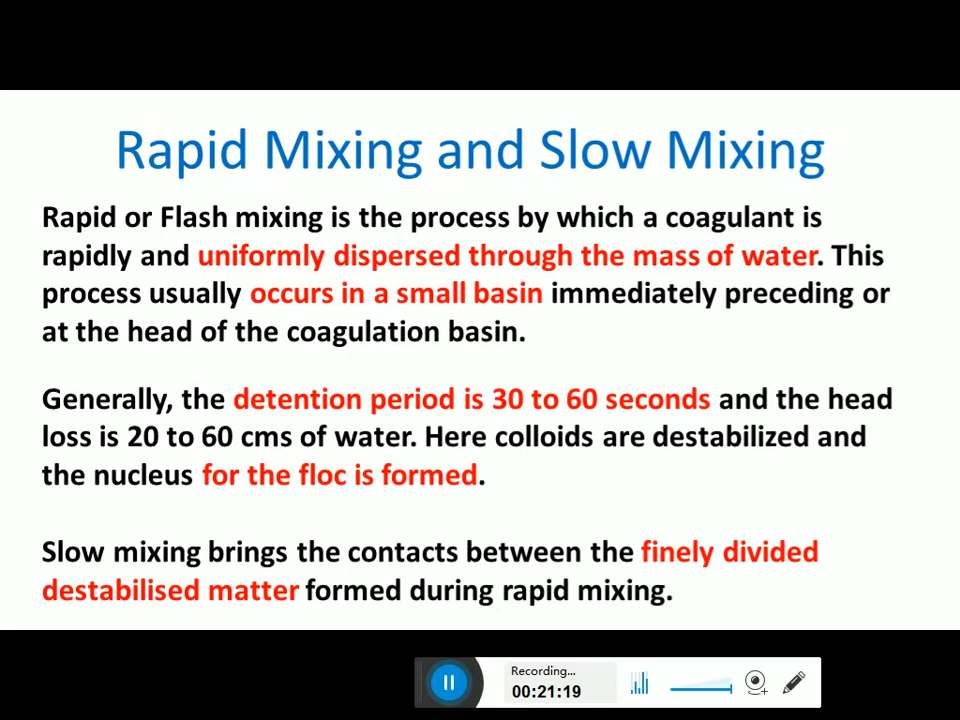 Rapid Mixing and Slow Mixing
Rapid or Flash mixing is the process by which a coagulant is
rapidly and uniformly dispersed through the mass of water. This
process usually occurs in a small basin immediately preceding or
at the head of the coagulation basin.
Generally, the detention period is 30 to 60 seconds and the head
loss is 20 to 60 cms of water. Here colloids are destabilized and
the nucleus for the floc is formed.
Slow mixing brings the contacts between the finely divided
destabilised matter formed during rapid mixing.
Recording...
00:21:19